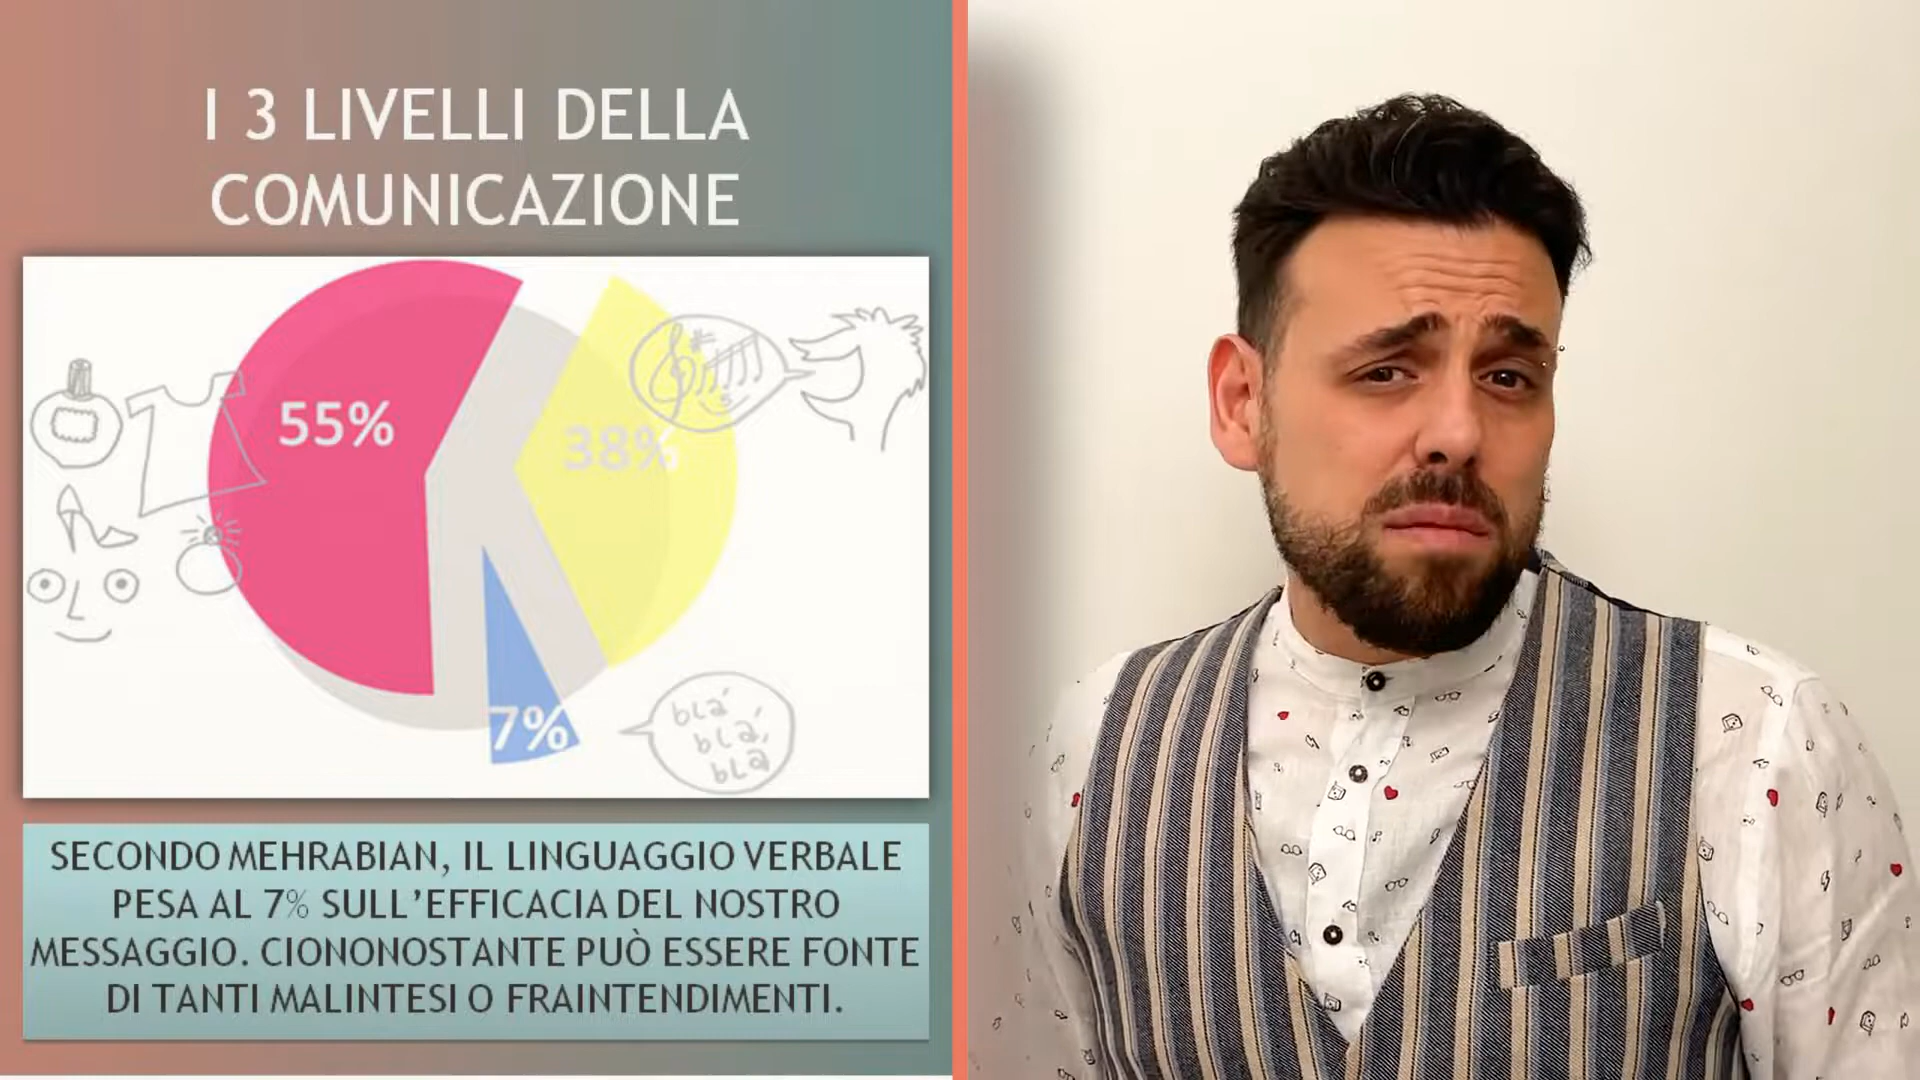 I 3 LIVELLI DELLA
COMUNICAZIONE
55%
38%
7%
blá
blá,
bla
SECONDO MEHRABIAN, IL LINGUAGGIO VERBALE
PESA AL 7% SULL'EFFICACIA DEL NOSTRO
MESSAGGIO. CIONONOSTANTE PUÒ ESSERE FONTE
DI TANTI MALINTESI O FRAINTENDIMENTI.